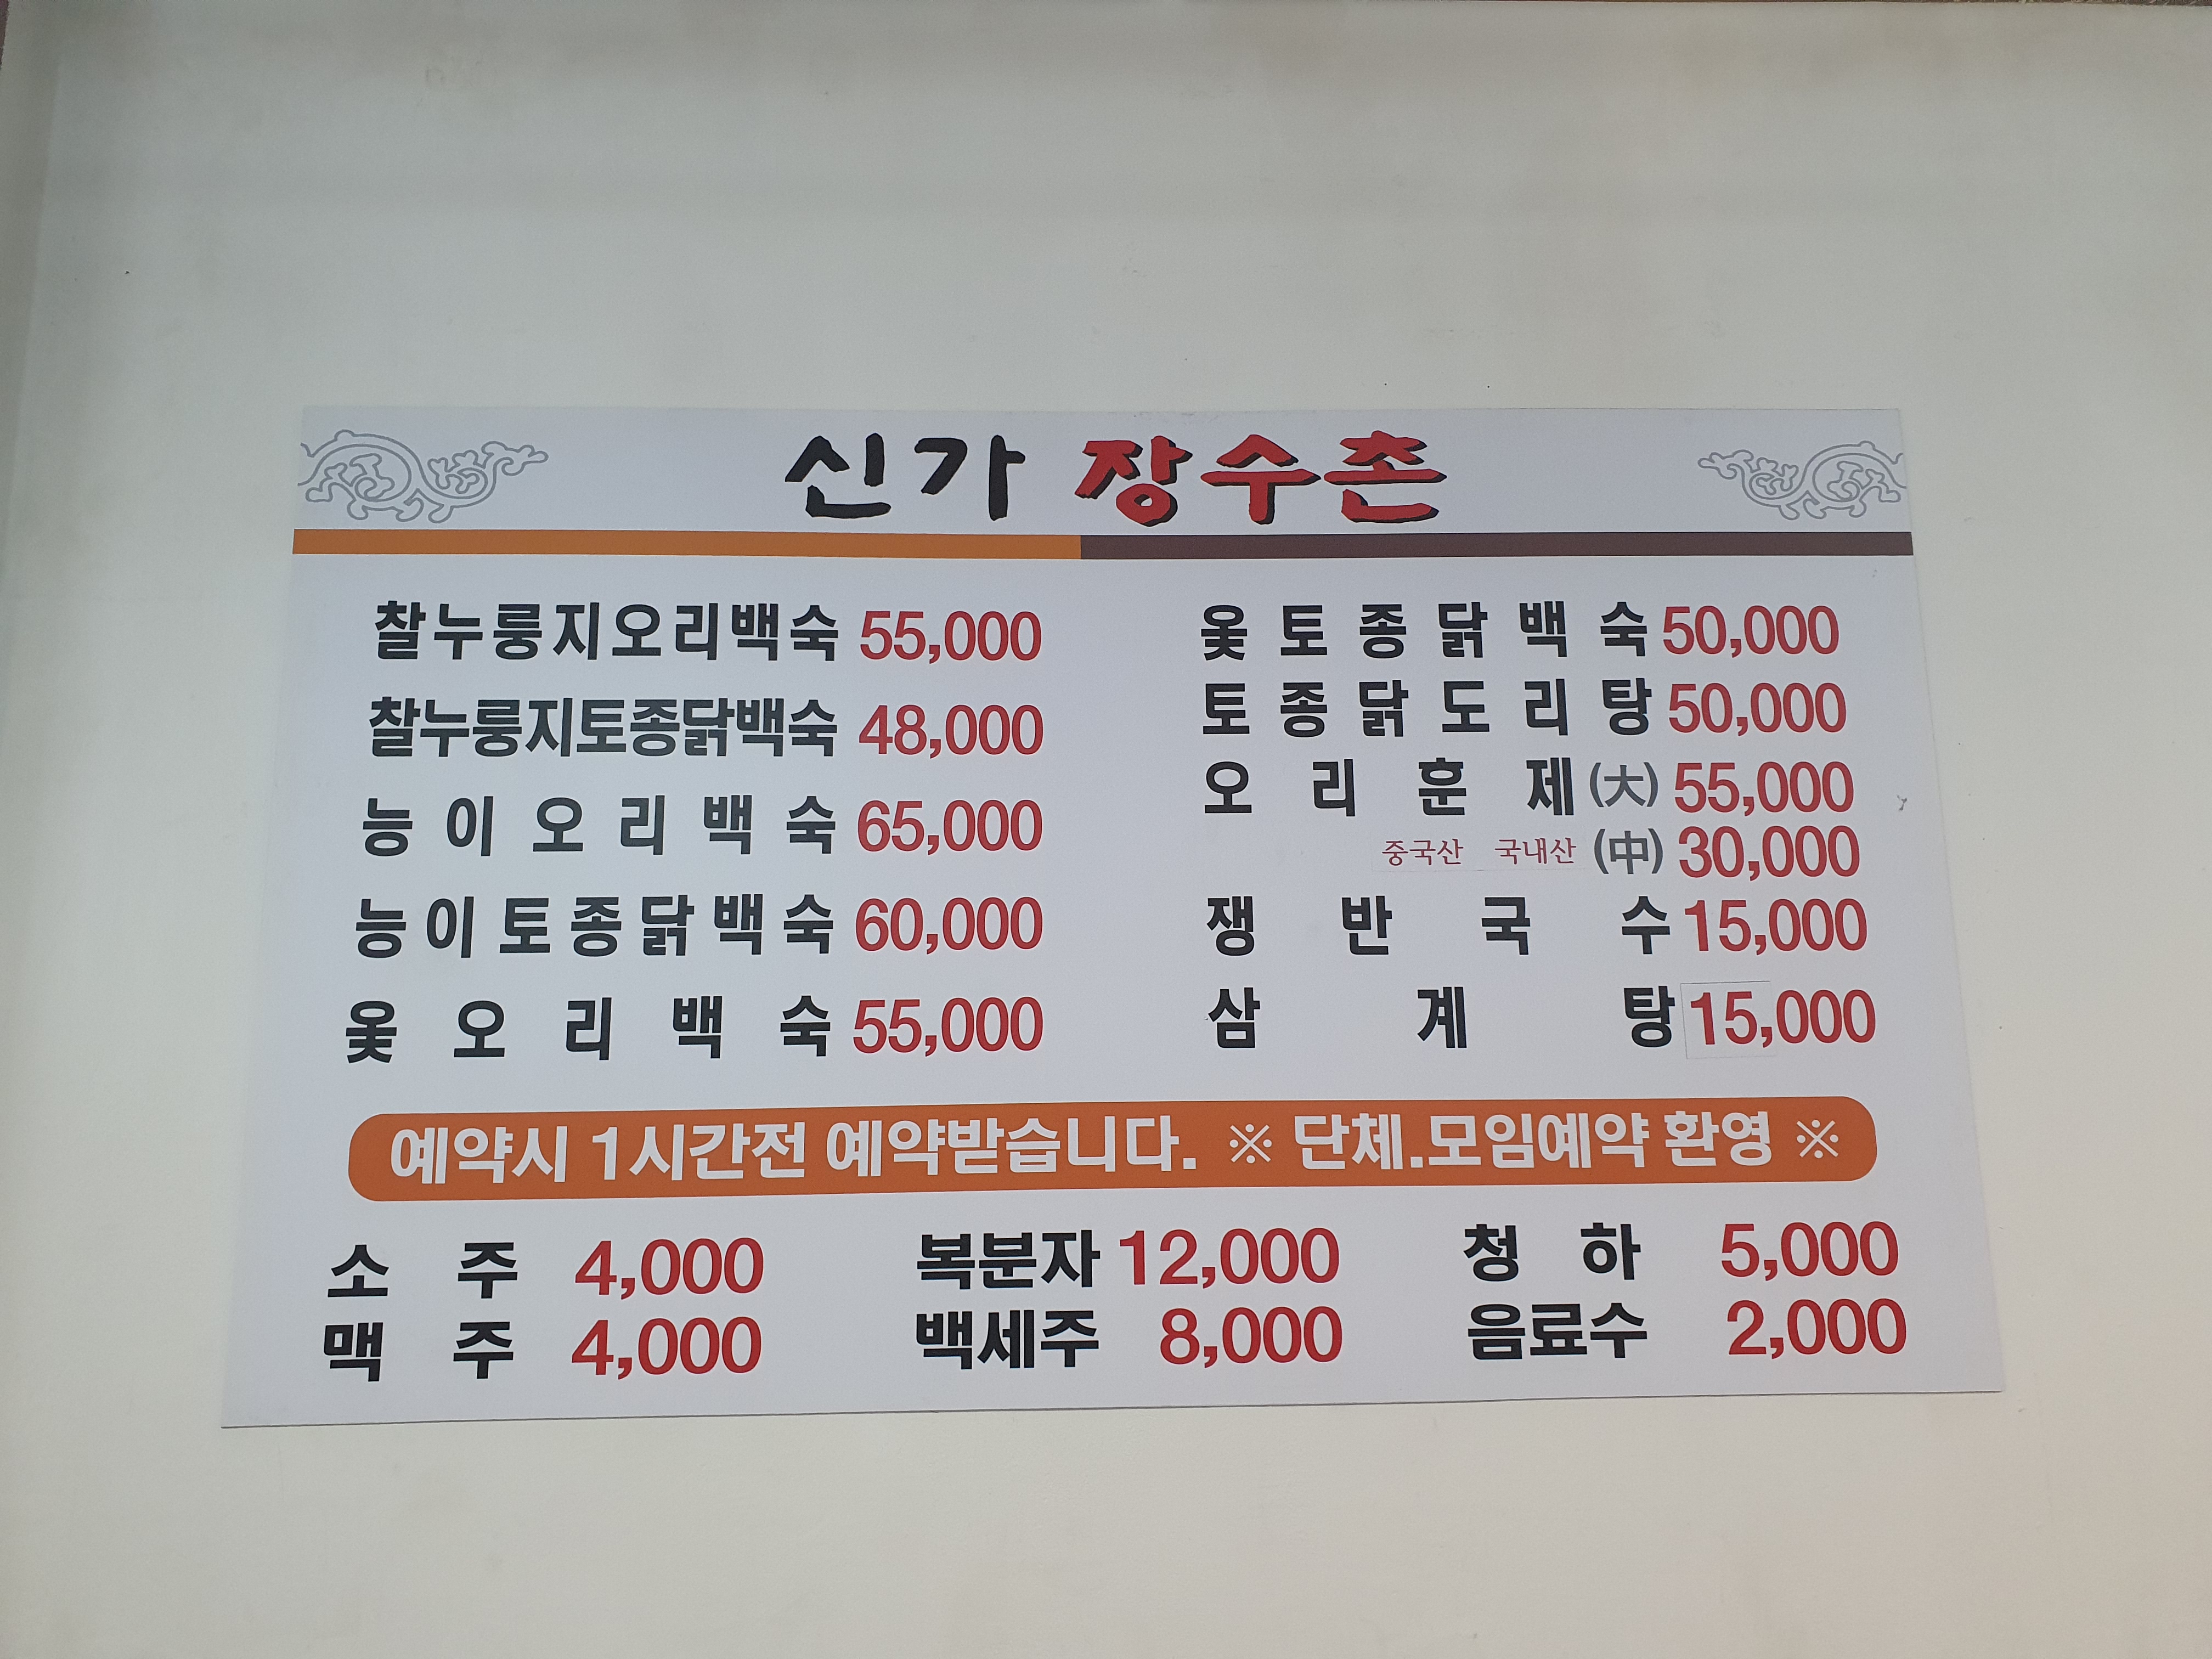 신가 장수촌
찰누룽지오리백숙 55,000
찰누룽지토종닭백숙 48,000
능이오리백숙 65,000
능이토종닭백숙 60,000
옻오리백숙 55,000
옻토종닭백숙 50,000
토종닭도리탕 50,000
오리훈제 (大) 55,000
중국산 국내산 (中) 30,000
쟁반국수 15,000
삼계탕 15,000
예약시 1시간전 예약받습니다. ※ 단체.모임예약 환영 ※
소주 4,000
맥주 4,000
복분자 12,000
백세주 8,000
청하 5,000
음료수 2,000